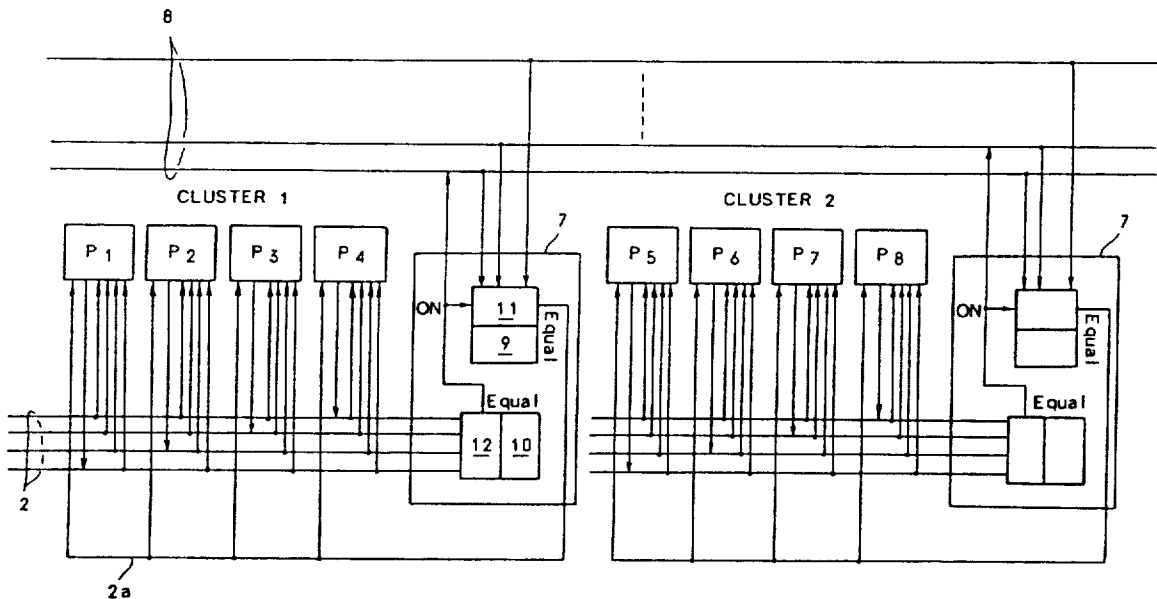 8
CLUSTER 1
CLUSTER 2
P1 P2 P3 P4
7
P5 P6 P7 P8
7
ON
11
Equal
9
ON
Equal
Equal
12 10
Equal
2
2a